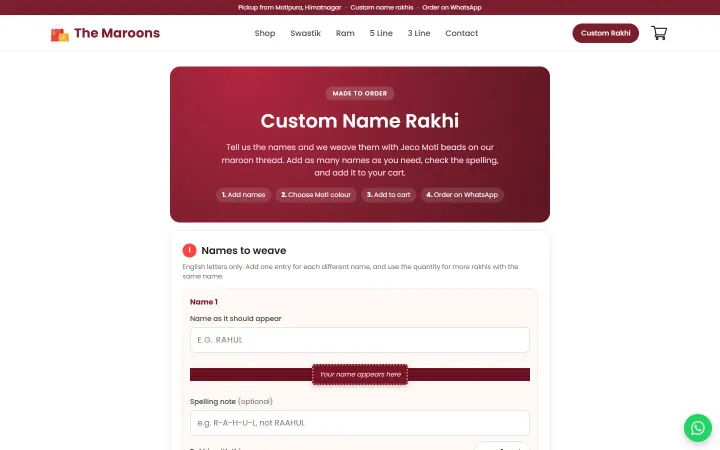 Pickup from Motipura, Himatnagar · Custom name rakhis · Order on WhatsApp
The Maroons
Shop Swastik Ram 5 Line 3 Line Contact
Custom Rakhi
MADE TO ORDER
Custom Name Rakhi
Tell us the names and we weave them with Jeco Moti beads on our
maroon thread. Add as many names as you need, check the spelling,
and add it to your cart.
1. Add names 2. Choose Moti colour 3. Add to cart 4. Order on WhatsApp
1 Names to weave
English letters only. Add one entry for each different name, and use the quantity for more rakhis with the
same name.
Name 1
Name as it should appear
E.G. RAHUL
Your name appears here
Spelling note (optional)
e.g. R-A-H-U-L, not RAAHUL